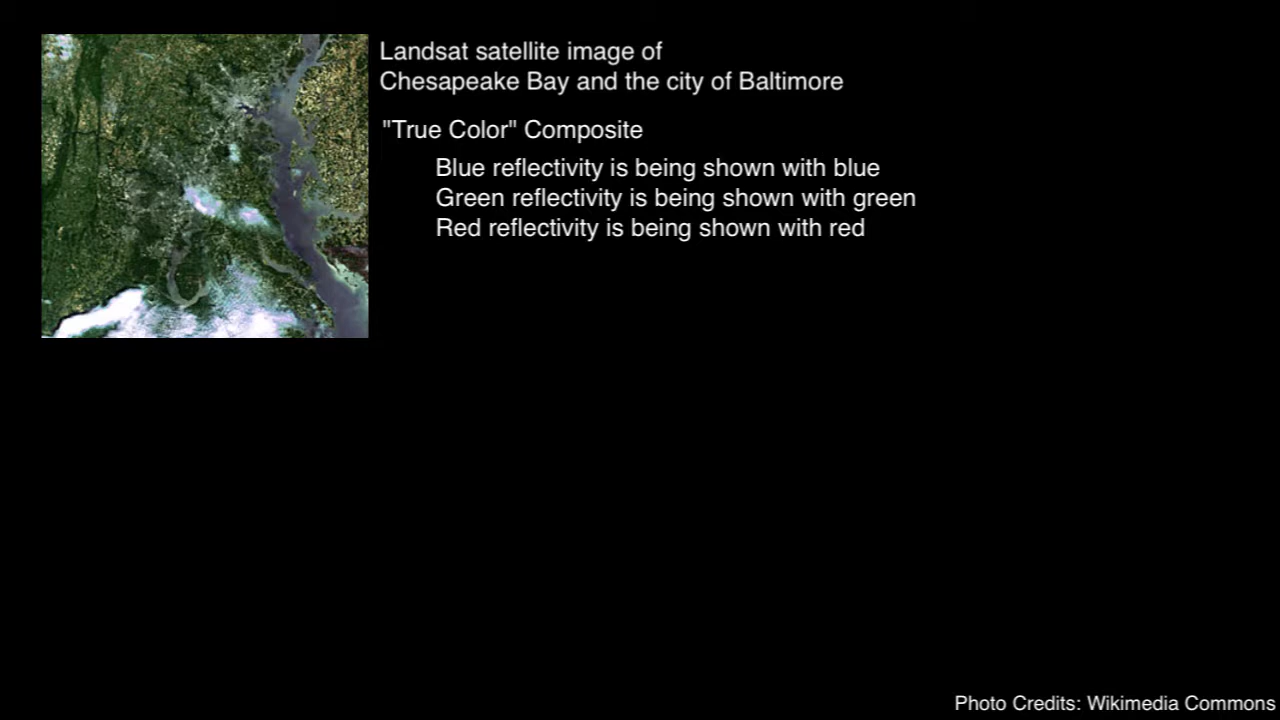 Landsat satellite image of
Chesapeake Bay and the city of Baltimore
"True Color" Composite
Blue reflectivity is being shown with blue
Green reflectivity is being shown with green
Red reflectivity is being shown with red
Photo Credits: Wikimedia Commons